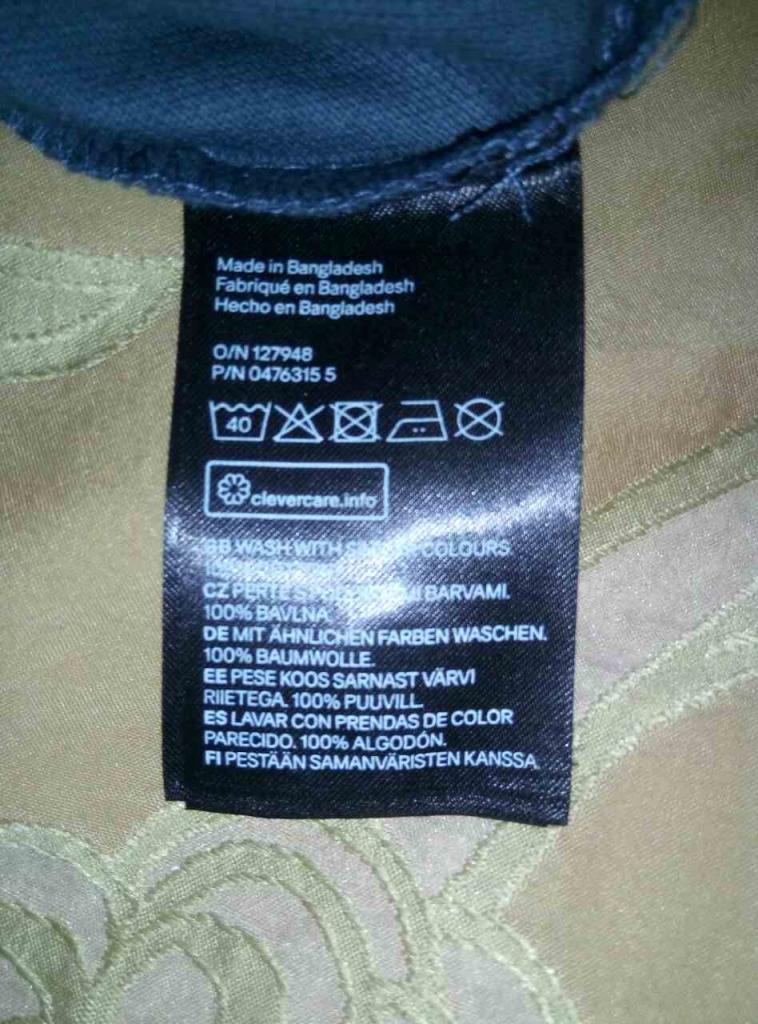 Made in Bangladesh
Fabriqué en Bangladesh
Hecho en Bangladesh
O/N 127948
P/N 0476315 5
40
clevercare.info
GB WASH WITH COLOURS
CZ BARVAMI.
100% BAVLNA
DE MIT ÄHNLICHEN FARBEN WASCHEN.
100% BAUMWOLLE.
EE PESE KOOS SARNAST VÄRVI
RIIETEGA. 100% PUUVILL.
ES LAVAR CON PRENDAS DE COLOR
PARECIDO. 100% ALGODÓN.
FI PESTÄÄN SAMANVÄRISTEN KANSSA.